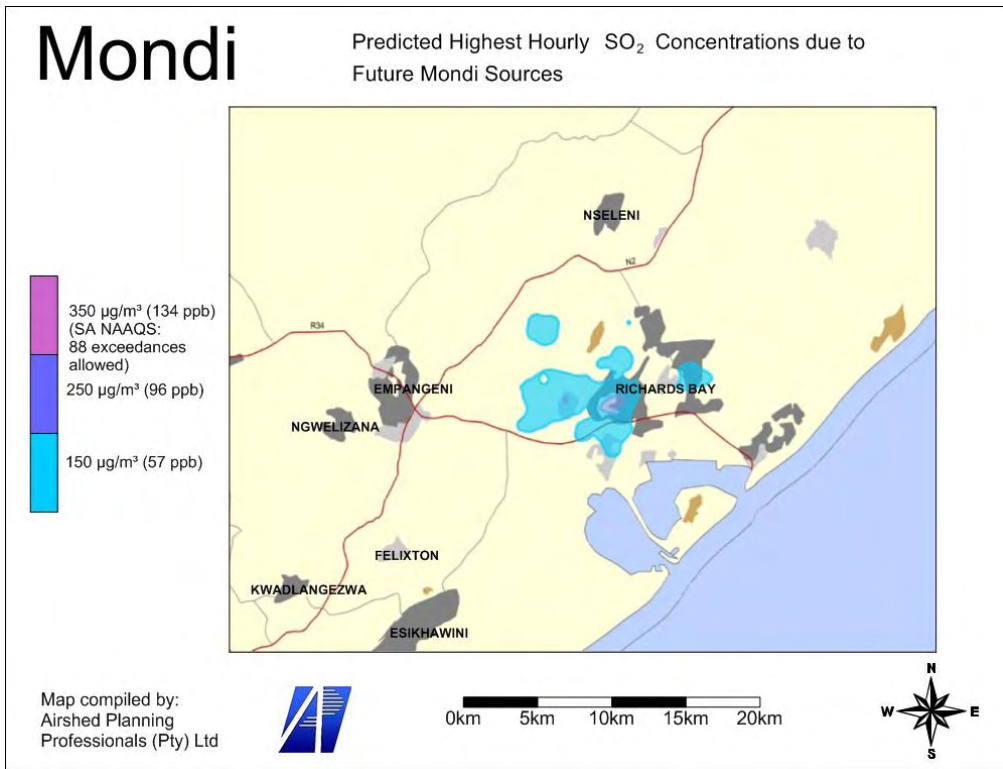 Mondi
Predicted Highest Hourly SO₂ Concentrations due to
Future Mondi Sources
NSELENI
N2
R34
350 µg/m³ (134 ppb)
(SA NAAQS:
88 exceedances
allowed)
250 µg/m³ (96 ppb)
150 µg/m³ (57 ppb)
EMPANGENI
RICHARDS BAY
NGWELIZANA
FELIXTON
KWADLANGEZWA
ESIKHAWINI
Map compiled by:
Airshed Planning
Professionals (Pty) Ltd
0km 5km 10km 15km 20km
N
W E
S